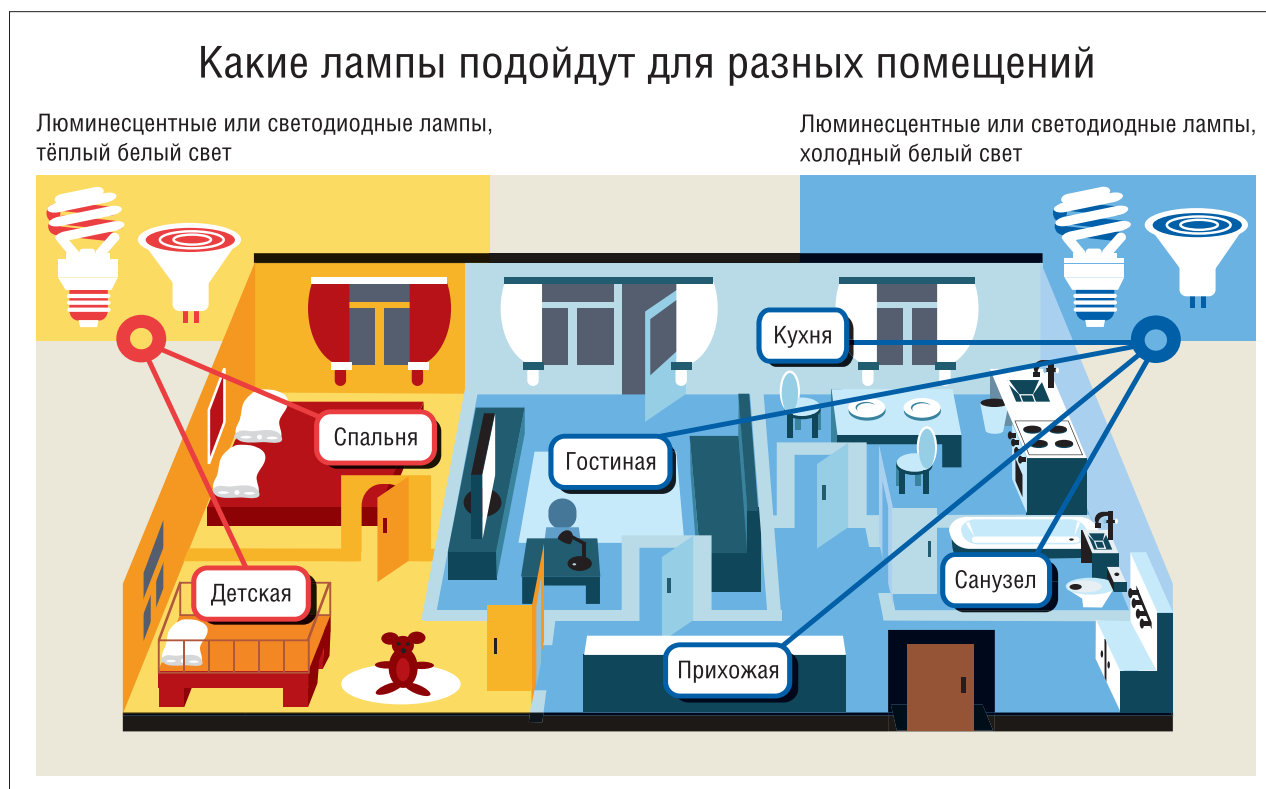 Какие лампы подойдут для разных помещений
Люминесцентные или светодиодные лампы,
тёплый белый свет
Люминесцентные или светодиодные лампы,
холодный белый свет
Кухня
Спальня
Гостиная
Детская
Санузел
Прихожая